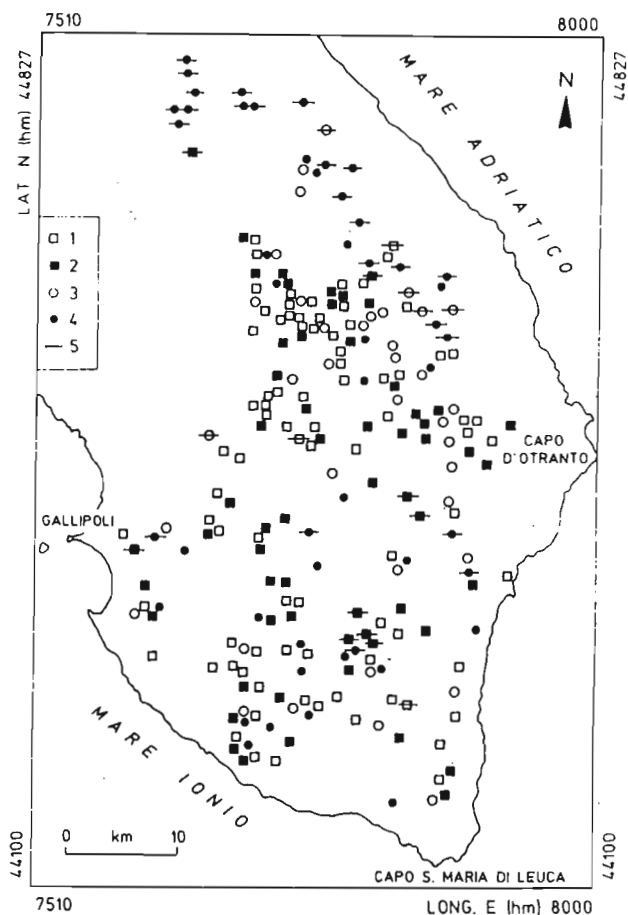 7510 8000
44827
44827
LAT N (hm)
MARE ADRIATICO
N
1
2
3
4
5
CAPO
D'OTRANTO
GALLIPOLI
MARE IONIO
0 km 10
44100
44100
CAPO S. MARIA DI LEUCA
7510 LONG. E (hm) 8000